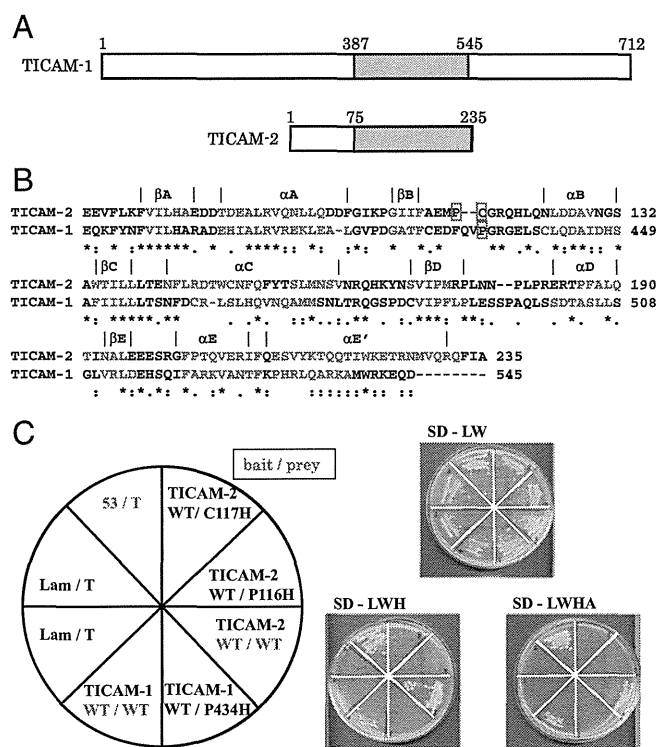 A
1 387 545 712
TICAM-1
1 75 235
TICAM-2
B
βA αA βB αB
TICAM-2 EEVFLKFVILHAEDDTDEALRVQNLLQDDFGIKPGIIFAEMP--CGRQHLQNLDDAVNGS 132
TICAM-1 EQKFYNFVILHARADEHIALRVREKLEA-LGVPDGATFCEDFQVPGRGELSCLQDAIDHS 449
βC αC βD αD
TICAM-2 AWTILLLTENFLRDTWCNFQFYTSLMNSVNRQHKYNSVIPMRPLNN--PLPRERTPFALQ 190
TICAM-1 AFIILLLTSNFDCR-LSLHQVNQAMMSNLTRQGSPDCVIPFLPLESSPAQLSSDTASLLS 508
βE αE αE'
TICAM-2 TINALEEESRGFPTQVERIFQESVYKTQQTIWKETRNMVQRQFIA 235
TICAM-1 GLVRLDEHSQIFARKVANTFKPHRLQARKAMWRKEQD-------- 545
C
bait / prey
53 / T
TICAM-2
WT/ C117H
Lam / T
TICAM-2
WT / P116H
Lam / T
TICAM-2
WT / WT
TICAM-1
WT / WT
TICAM-1
WT / P434H
SD - LW
SD - LWH
SD - LWHA